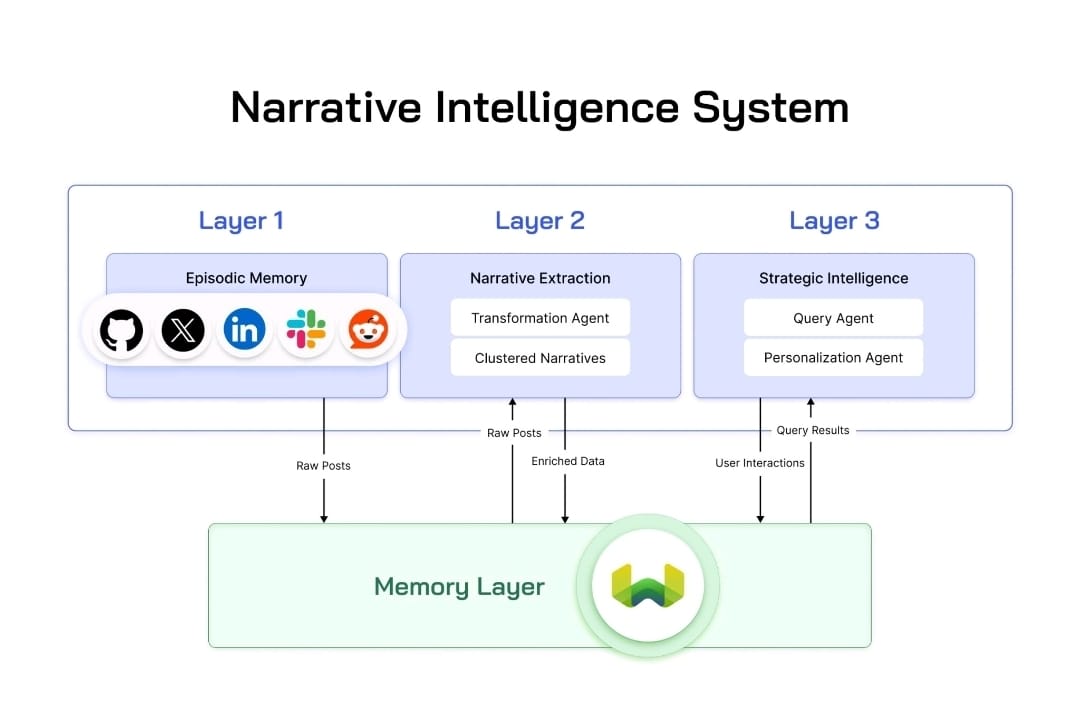 Narrative Intelligence System
Layer 1
Episodic Memory
in
Layer 2
Narrative Extraction
Transformation Agent
Clustered Narratives
Layer 3
Strategic Intelligence
Query Agent
Personalization Agent
Raw Posts
Raw Posts
Enriched Data
User Interactions
Query Results
Memory Layer